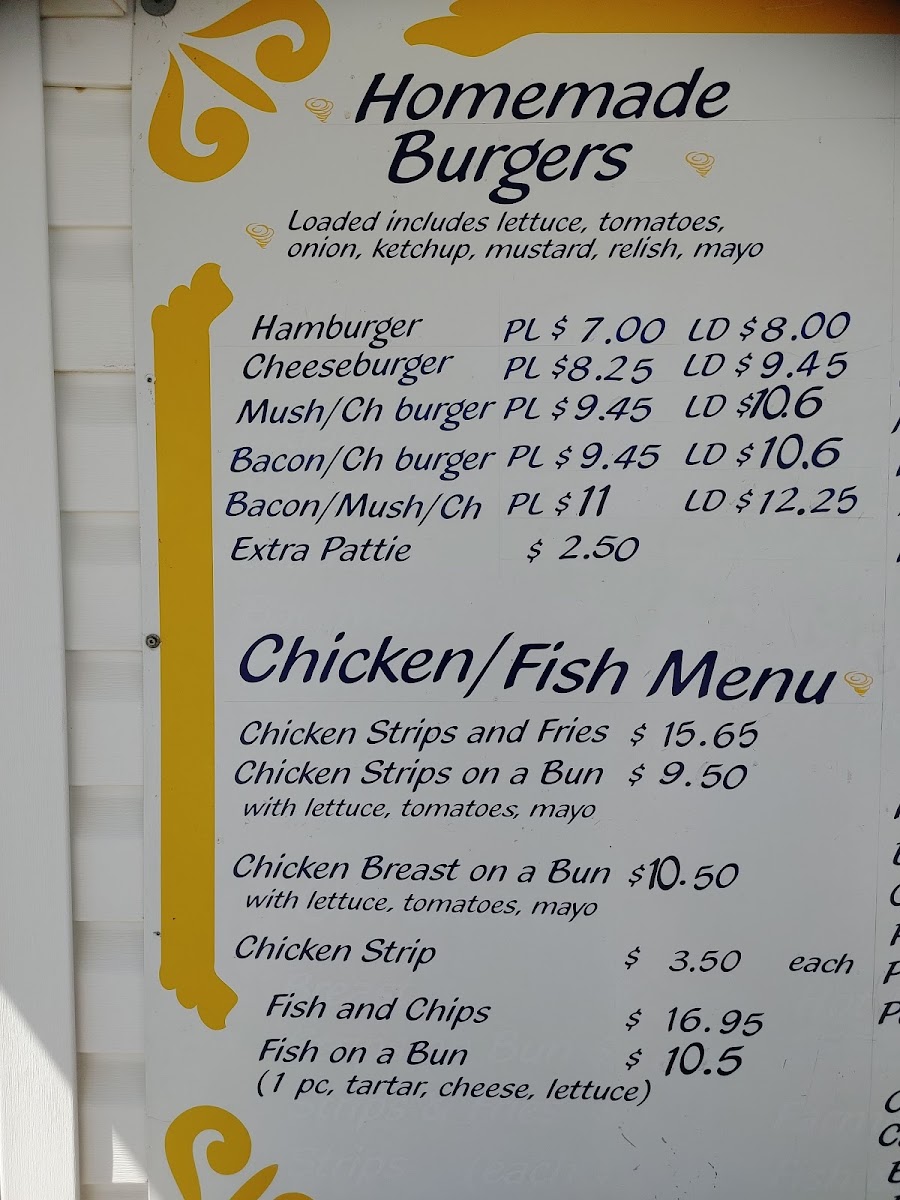 Homemade
Burgers
Loaded includes lettuce, tomatoes,
onion, ketchup, mustard, relish, mayo
Hamburger PL $ 7.00 LD $8.00
Cheeseburger PL $8.25 LD $9.45
Mush/Ch burger PL $9.45 LD $10.6
Bacon/Ch burger PL $9.45 LD $10.6
Bacon/Mush/Ch PL $11 LD $12.25
Extra Pattie $ 2.50
Chicken/Fish Menu
Chicken Strips and Fries $ 15.65
Chicken Strips on a Bun $ 9.50
with lettuce, tomatoes, mayo
Chicken Breast on a Bun $10.50
with lettuce, tomatoes, mayo
Chicken Strip $ 3.50 each
Fish and Chips $ 16.95
Fish on a Bun $ 10.5
(1 pc, tartar, cheese, lettuce)